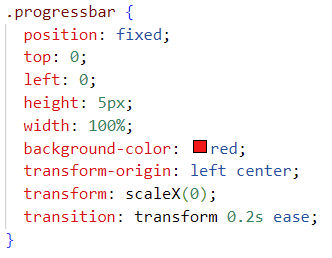 .progressbar {
position: fixed;
top: 0;
left: 0;
height: 5px;
width: 100%;
background-color: red;
transform-origin: left center;
transform: scaleX(0);
transition: transform 0.2s ease;
}